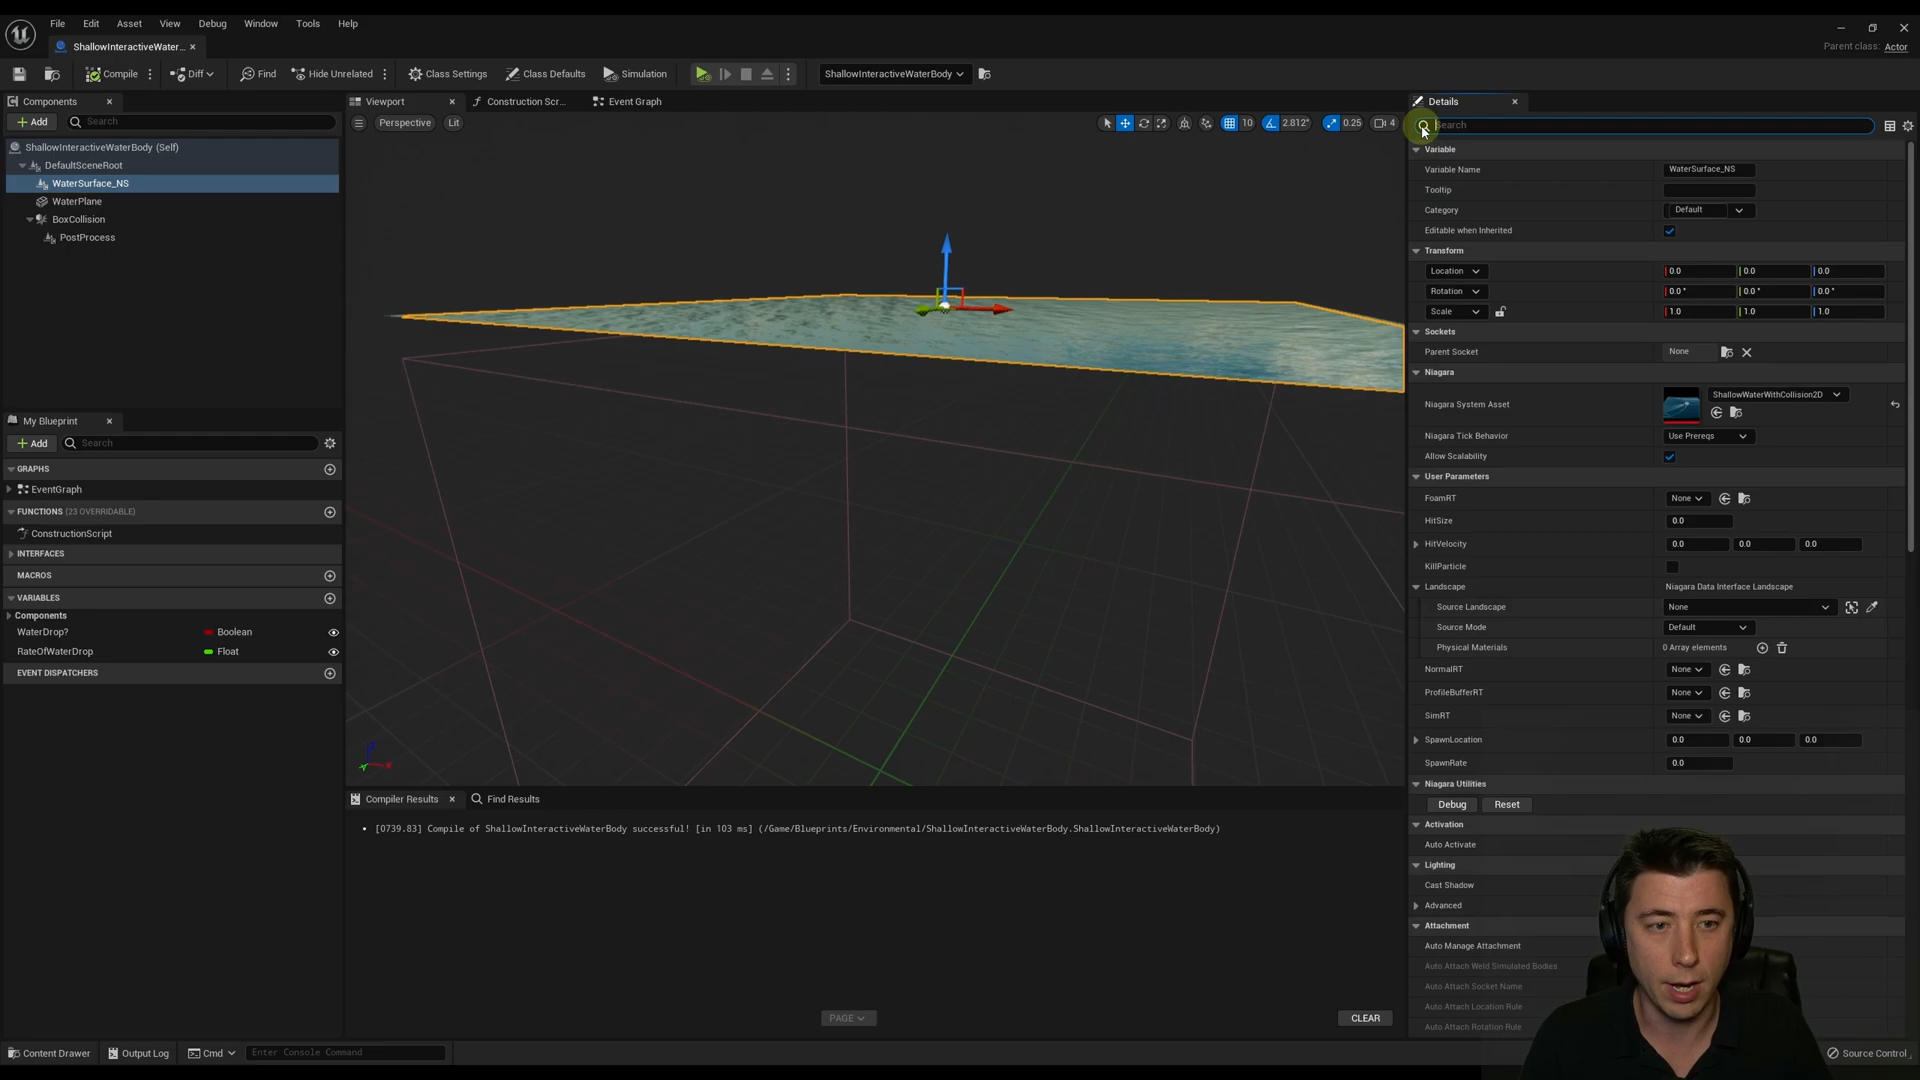 File Edit Asset View Debug Window Tools Help
ShallowInteractiveWater...
Parent class: Actor
Compile Diff Find Hide Unrelated Class Settings Class Defaults Simulation ShallowInteractiveWaterBody
Components
Add Search
ShallowInteractiveWaterBody (Self)
DefaultSceneRoot
WaterSurface_NS
WaterPlane
BoxCollision
PostProcess
My Blueprint
Add Search
GRAPHS
EventGraph
FUNCTIONS (23 OVERRIDABLE)
ConstructionScript
INTERFACES
MACROS
VARIABLES
Components
WaterDrop? Boolean
RateOfWaterDrop Float
EVENT DISPATCHERS
Viewport Construction Scr... Event Graph
Perspective Lit 10 2.812° 0.25 4
Compiler Results Find Results
[0739.83] Compile of ShallowInteractiveWaterBody successful! [in 103 ms] (/Game/Blueprints/Environmental/ShallowInteractiveWaterBody.ShallowInteractiveWaterBody)
PAGE CLEAR
Details
Search
Variable
Variable Name WaterSurface_NS
Tooltip
Category Default
Editable when Inherited
Transform
Location 0.0 0.0 0.0
Rotation 0.0° 0.0° 0.0°
Scale 1.0 1.0 1.0
Sockets
Parent Socket None
Niagara
Niagara System Asset ShallowWaterWithCollision2D
Niagara Tick Behavior Use Prereqs
Allow Scalability
User Parameters
FoamRT None
HitSize 0.0
HitVelocity 0.0 0.0 0.0
KillParticle
Landscape Niagara Data Interface Landscape
Source Landscape None
Source Mode Default
Physical Materials 0 Array elements
NormalRT None
ProfileBufferRT None
SimRT None
SpawnLocation 0.0 0.0 0.0
SpawnRate 0.0
Niagara Utilities
Debug Reset
Activation
Auto Activate
Lighting
Cast Shadow
Advanced
Attachment
Auto Manage Attachment
Auto Attach Weld Simulated Bodies
Auto Attach Socket Name
Auto Attach Location Rule
Auto Attach Rotation Rule
Content Drawer Output Log Cmd Enter Console Command Source Control